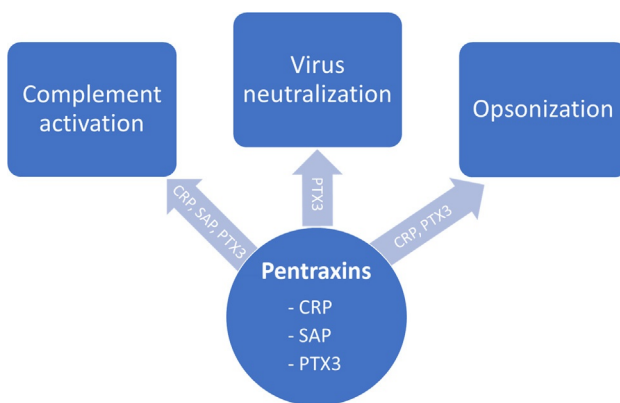 Complement
activation
Virus
neutralization
Opsonization
CRP, SAP, PTX3
PTX3
CRP, PTX3
Pentraxins
- CRP
- SAP
- PTX3